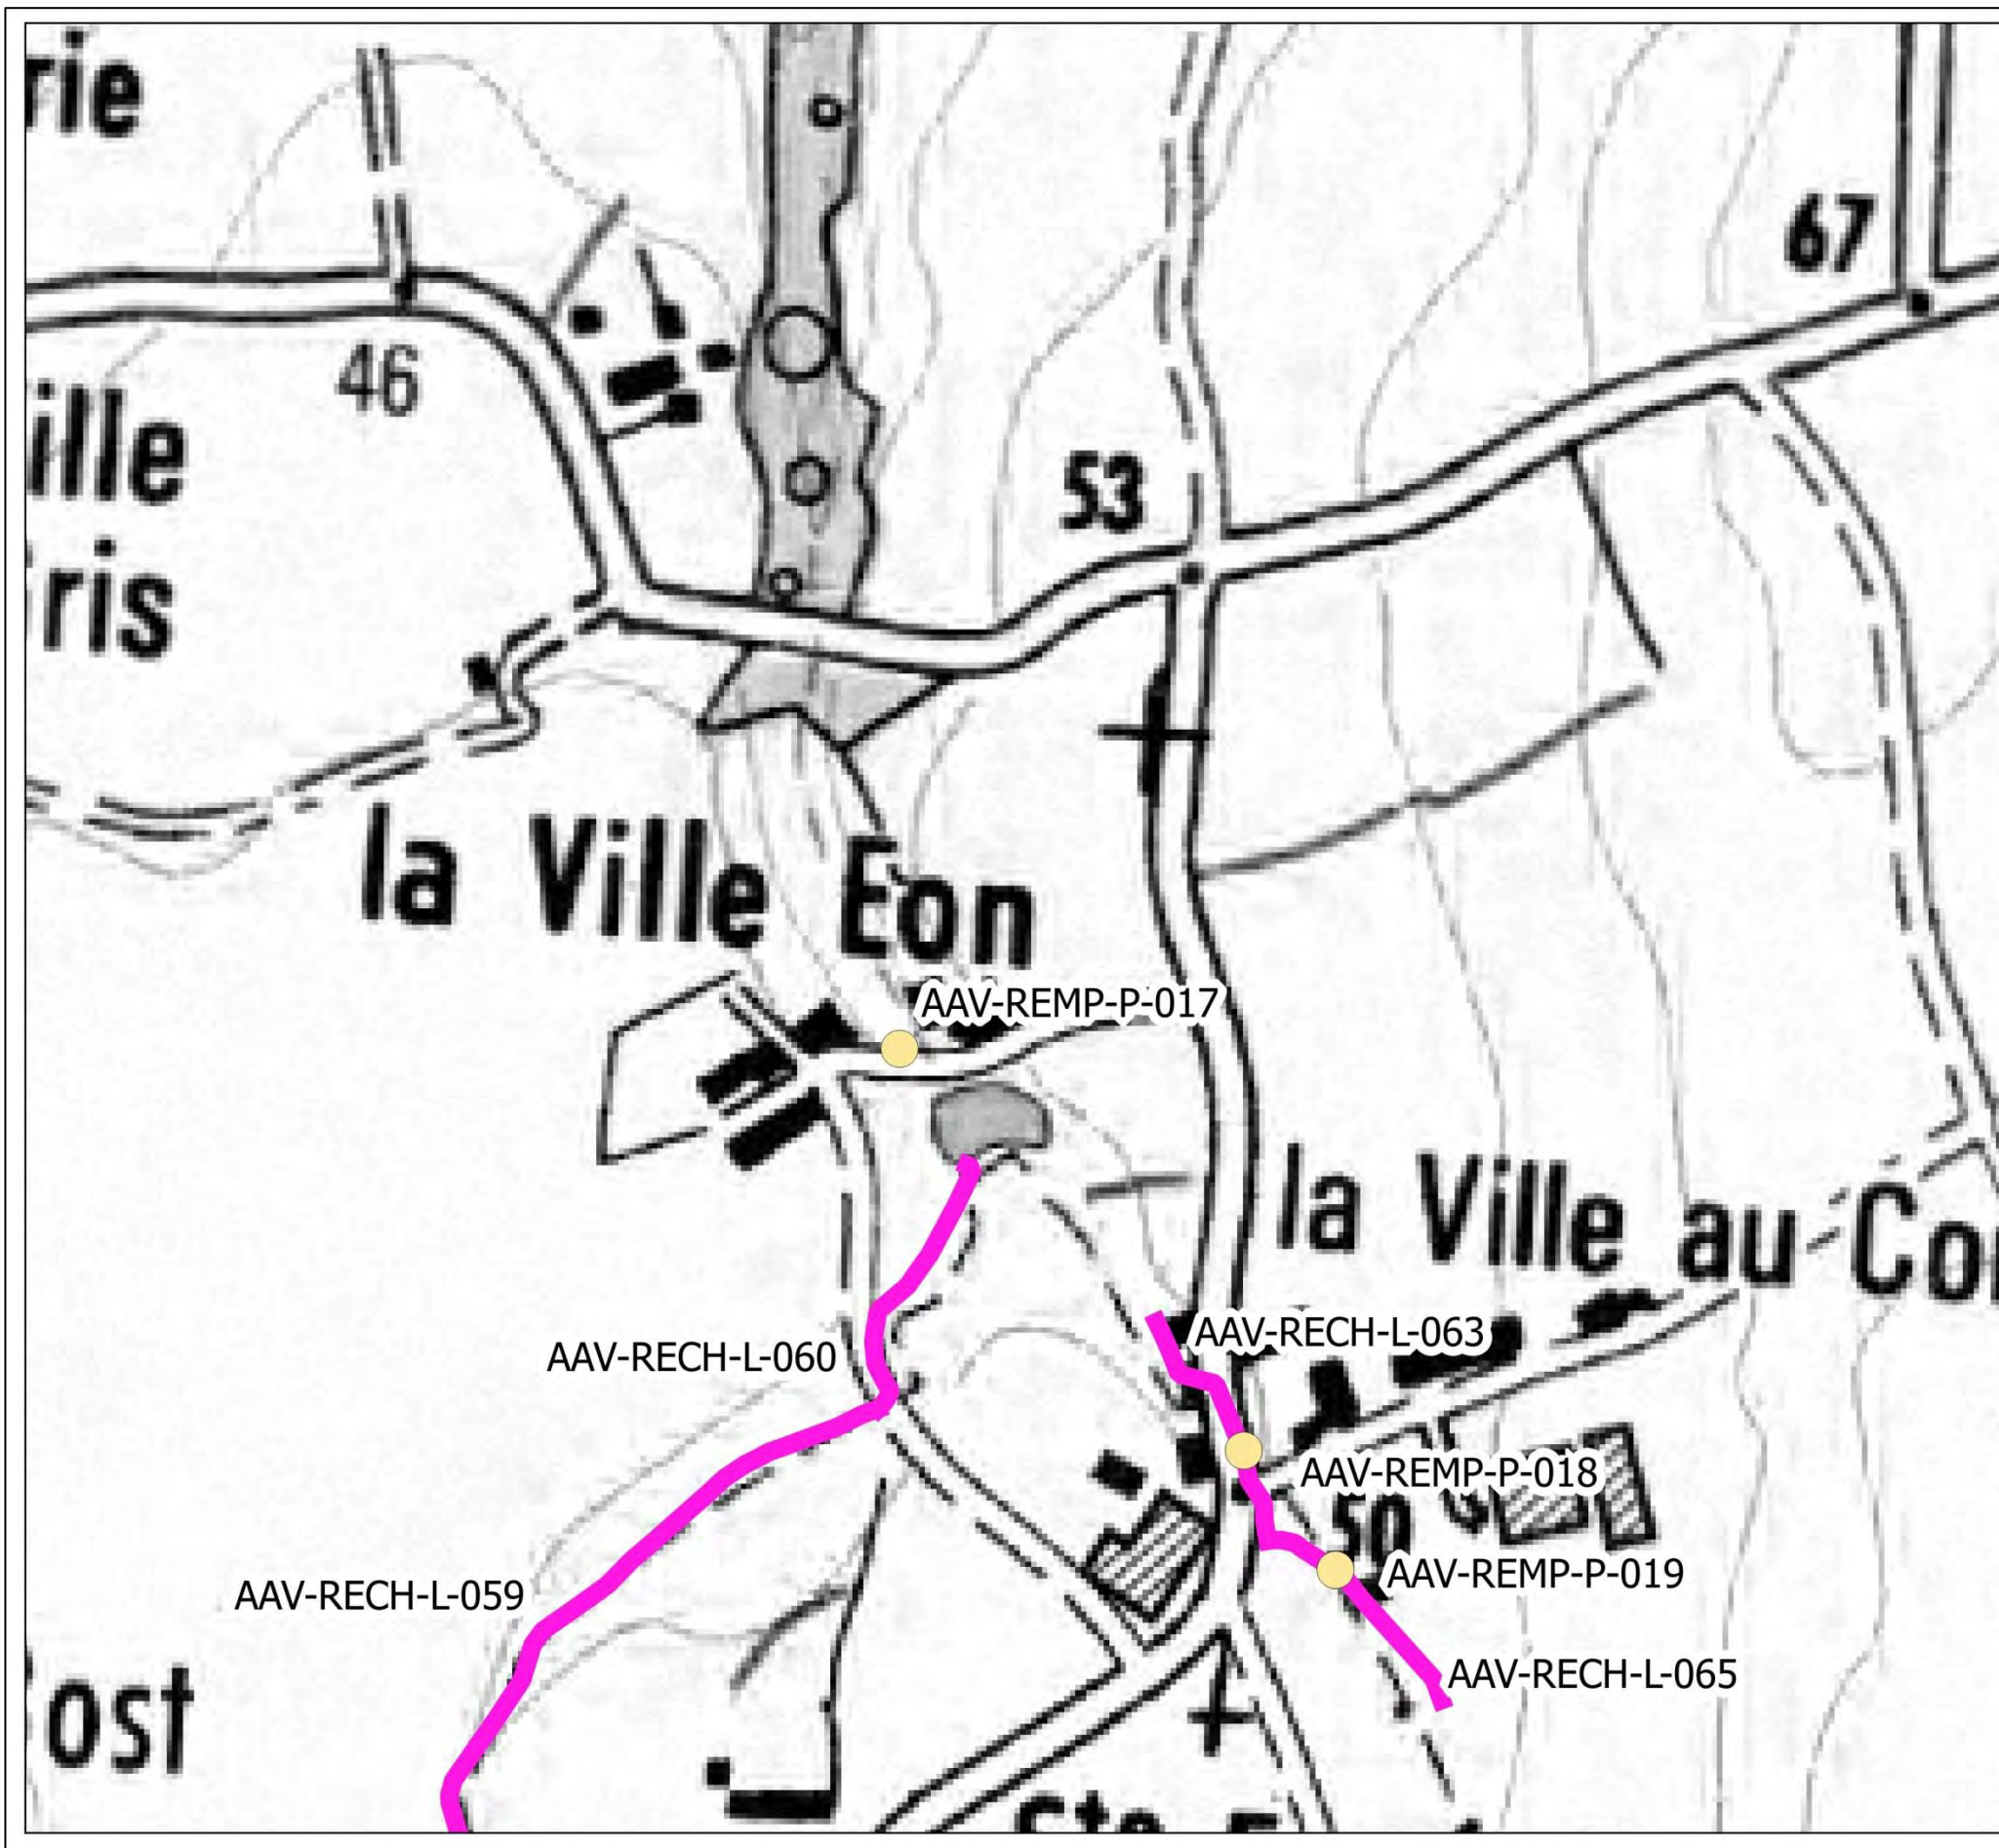 rie
67
46
ille
53
ris
la Ville Eon
AAV-REMP-P-017
la Ville au Co
AAV-RECH-L-063
AAV-RECH-L-060
AAV-REMP-P-018
50
AAV-REMP-P-019
AAV-RECH-L-059
AAV-RECH-L-065
ost